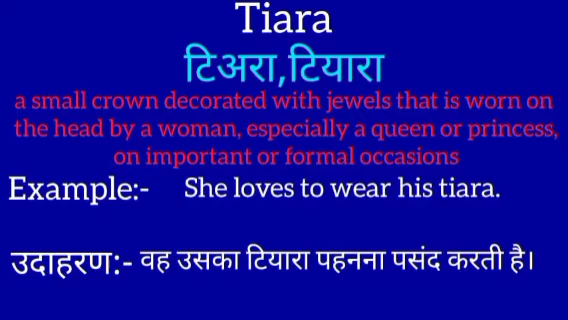 Tiara
टिअरा,टियारा
a small crown decorated with jewels that is worn on
the head by a woman, especially a queen or princess,
on important or formal occasions
Example:- She loves to wear his tiara.
उदाहरण:- वह उसका टियारा पहनना पसंद करती है।